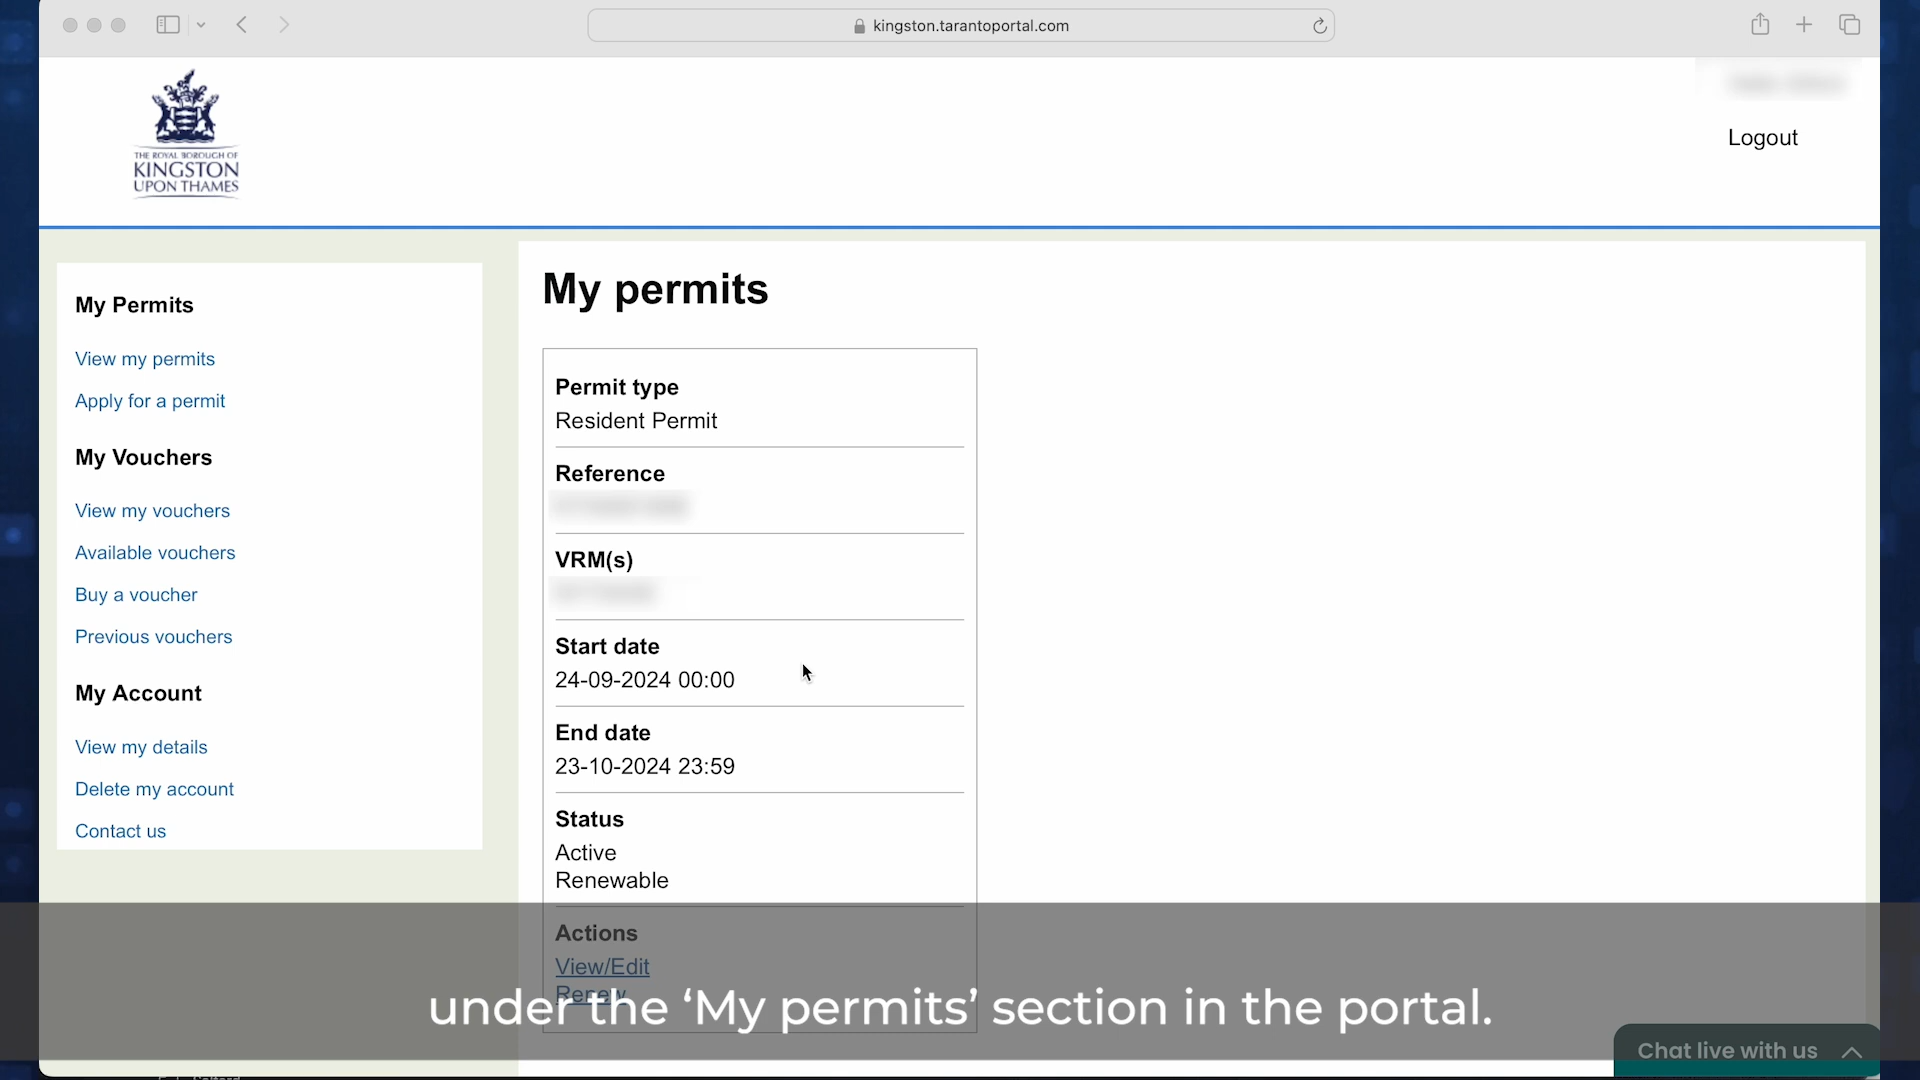 kingston.tarantoportal.com
THE ROYAL BOROUGH OF
KINGSTON
UPON THAMES
Logout
My Permits
View my permits
Apply for a permit
My Vouchers
View my vouchers
Available vouchers
Buy a voucher
Previous vouchers
My Account
View my details
Delete my account
Contact us
My permits
Permit type
Resident Permit
Reference
VRM(s)
Start date
24-09-2024 00:00
End date
23-10-2024 23:59
Status
Active
Renewable
Actions
View/Edit
Renew
under the ‘My permits’ section in the portal.
Chat live with us